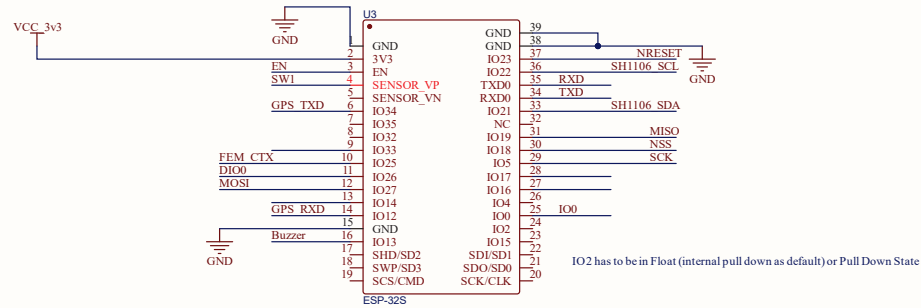 U3
VCC_3v3
GND
1 GND
2 3V3
EN 3 EN
SW1 4 SENSOR_VP
5 SENSOR_VN
GPS_TXD 6 IO34
7 IO35
8 IO32
9 IO33
FEM_CTX 10 IO25
DIO0 11 IO26
MOSI 12 IO27
13 IO14
GPS_RXD 14 IO12
15 GND
GND
Buzzer 16 IO13
17 SHD/SD2
18 SWP/SD3
19 SCS/CMD
GND 39
GND 38
GND
IO23 37 NRESET
IO22 36 SH1106_SCL
TXD0 35 RXD
RXD0 34 TXD
IO21 33 SH1106_SDA
NC 32
IO19 31 MISO
IO18 30 NSS
IO5 29 SCK
IO17 28
IO16 27
IO4 26
IO0 25 IO0
IO2 24
IO15 23
SDI/SD1 22
SDO/SD0 21
SCK/CLK 20
IO2 has to be in Float (internal pull down as default) or Pull Down State
ESP-32S